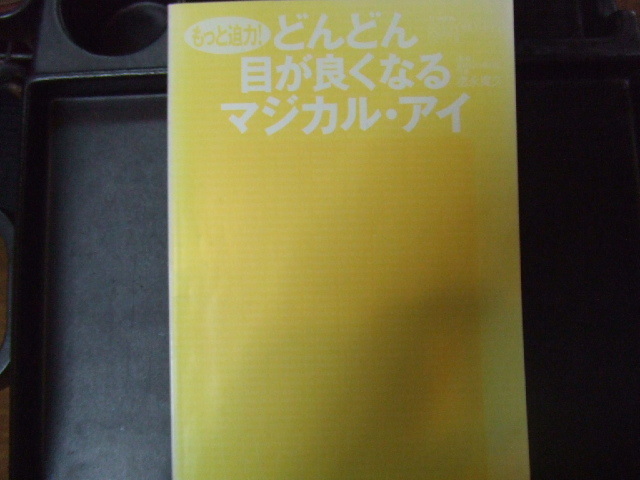 もっと迫力!
どんどん
目が良くなる
マジカル・アイ